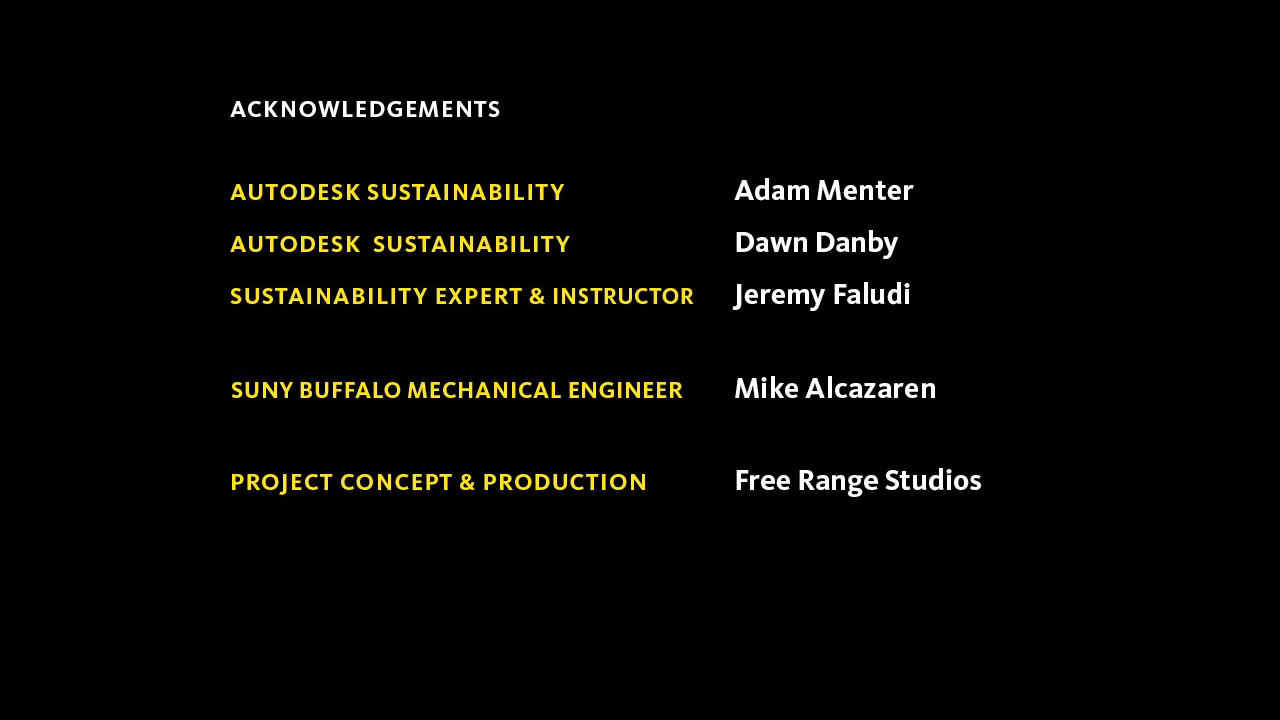 ACKNOWLEDGEMENTS
AUTODESK SUSTAINABILITY Adam Menter
AUTODESK SUSTAINABILITY Dawn Danby
SUSTAINABILITY EXPERT & INSTRUCTOR Jeremy Faludi
SUNY BUFFALO MECHANICAL ENGINEER Mike Alcazaren
PROJECT CONCEPT & PRODUCTION Free Range Studios